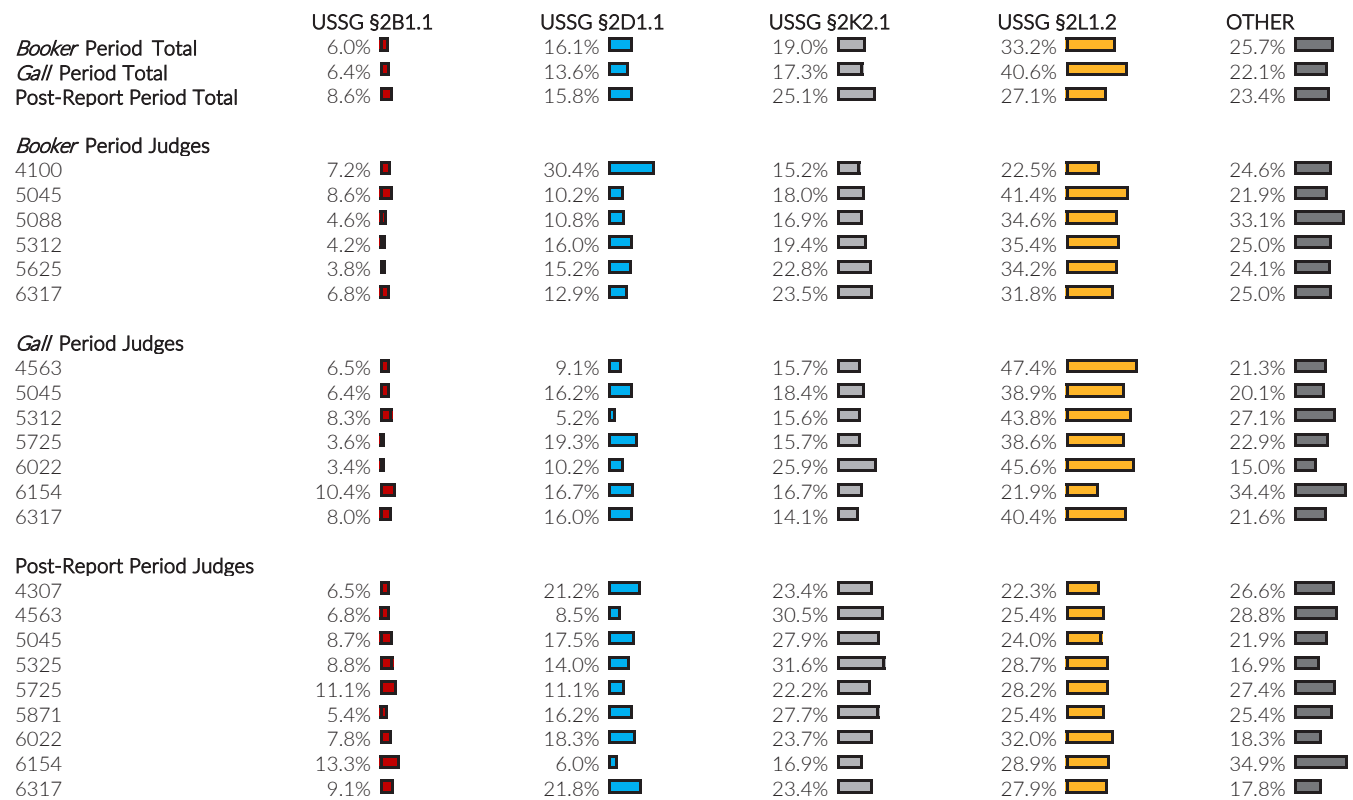 USSG §2B1.1 USSG §2D1.1 USSG §2K2.1 USSG §2L1.2 OTHER
Booker Period Total 6.0% 16.1% 19.0% 33.2% 25.7%
Gall Period Total 6.4% 13.6% 17.3% 40.6% 22.1%
Post-Report Period Total 8.6% 15.8% 25.1% 27.1% 23.4%
Booker Period Judges
4100 7.2% 30.4% 15.2% 22.5% 24.6%
5045 8.6% 10.2% 18.0% 41.4% 21.9%
5088 4.6% 10.8% 16.9% 34.6% 33.1%
5312 4.2% 16.0% 19.4% 35.4% 25.0%
5625 3.8% 15.2% 22.8% 34.2% 24.1%
6317 6.8% 12.9% 23.5% 31.8% 25.0%
Gall Period Judges
4563 6.5% 9.1% 15.7% 47.4% 21.3%
5045 6.4% 16.2% 18.4% 38.9% 20.1%
5312 8.3% 5.2% 15.6% 43.8% 27.1%
5725 3.6% 19.3% 15.7% 38.6% 22.9%
6022 3.4% 10.2% 25.9% 45.6% 15.0%
6154 10.4% 16.7% 16.7% 21.9% 34.4%
6317 8.0% 16.0% 14.1% 40.4% 21.6%
Post-Report Period Judges
4307 6.5% 21.2% 23.4% 22.3% 26.6%
4563 6.8% 8.5% 30.5% 25.4% 28.8%
5045 8.7% 17.5% 27.9% 24.0% 21.9%
5325 8.8% 14.0% 31.6% 28.7% 16.9%
5725 11.1% 11.1% 22.2% 28.2% 27.4%
5871 5.4% 16.2% 27.7% 25.4% 25.4%
6022 7.8% 18.3% 23.7% 32.0% 18.3%
6154 13.3% 6.0% 16.9% 28.9% 34.9%
6317 9.1% 21.8% 23.4% 27.9% 17.8%